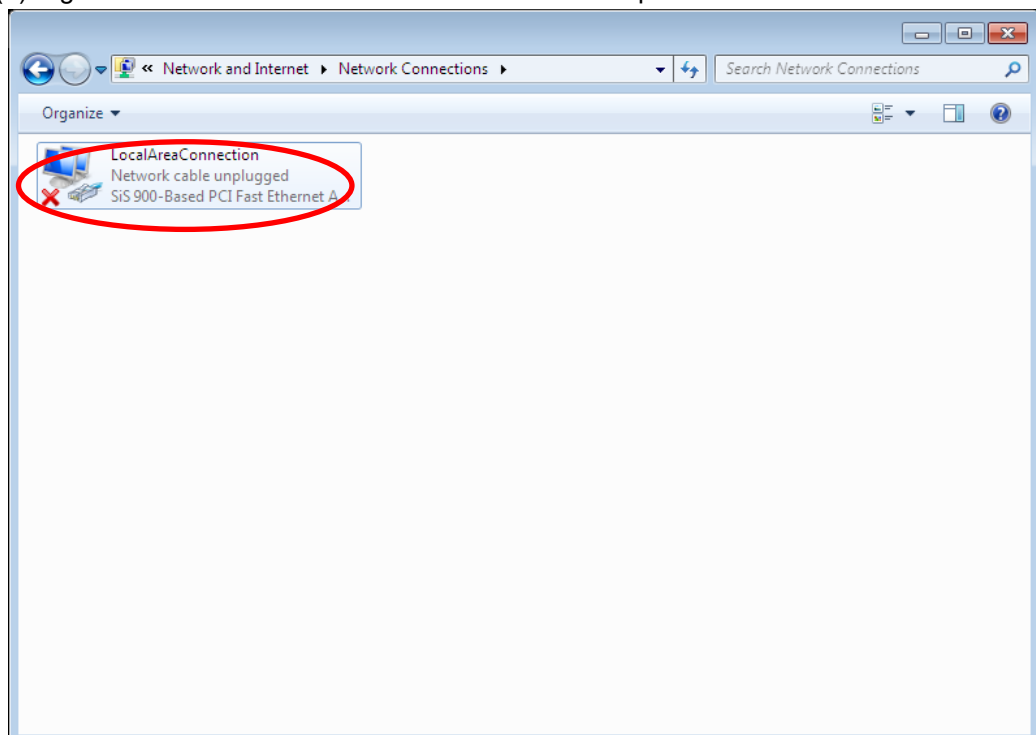 « Network and Internet ▸ Network Connections ▸
Search Network Connections
Organize
LocalAreaConnection
Network cable unplugged
SiS 900-Based PCI Fast Ethernet A...